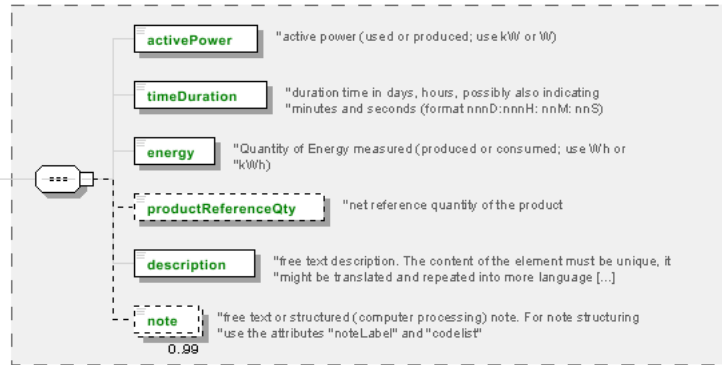 activePower
"active power (used or produced; use kW or W)
timeDuration
"duration time in days, hours, possibly also indicating
"minutes and seconds (format nnnD:nnnH: nnM: nnS)
energy
"Quantity of Energy measured (produced or consumed; use Wh or
"kWh)
productReferenceQty
"net reference quantity of the product
description
"free text description. The content of the element must be unique, it
"might be translated and repeated into more language [...]
note
"free text or structured (computer processing) note. For note structuring
"use the attributes "noteLabel" and "codelist"
0..99